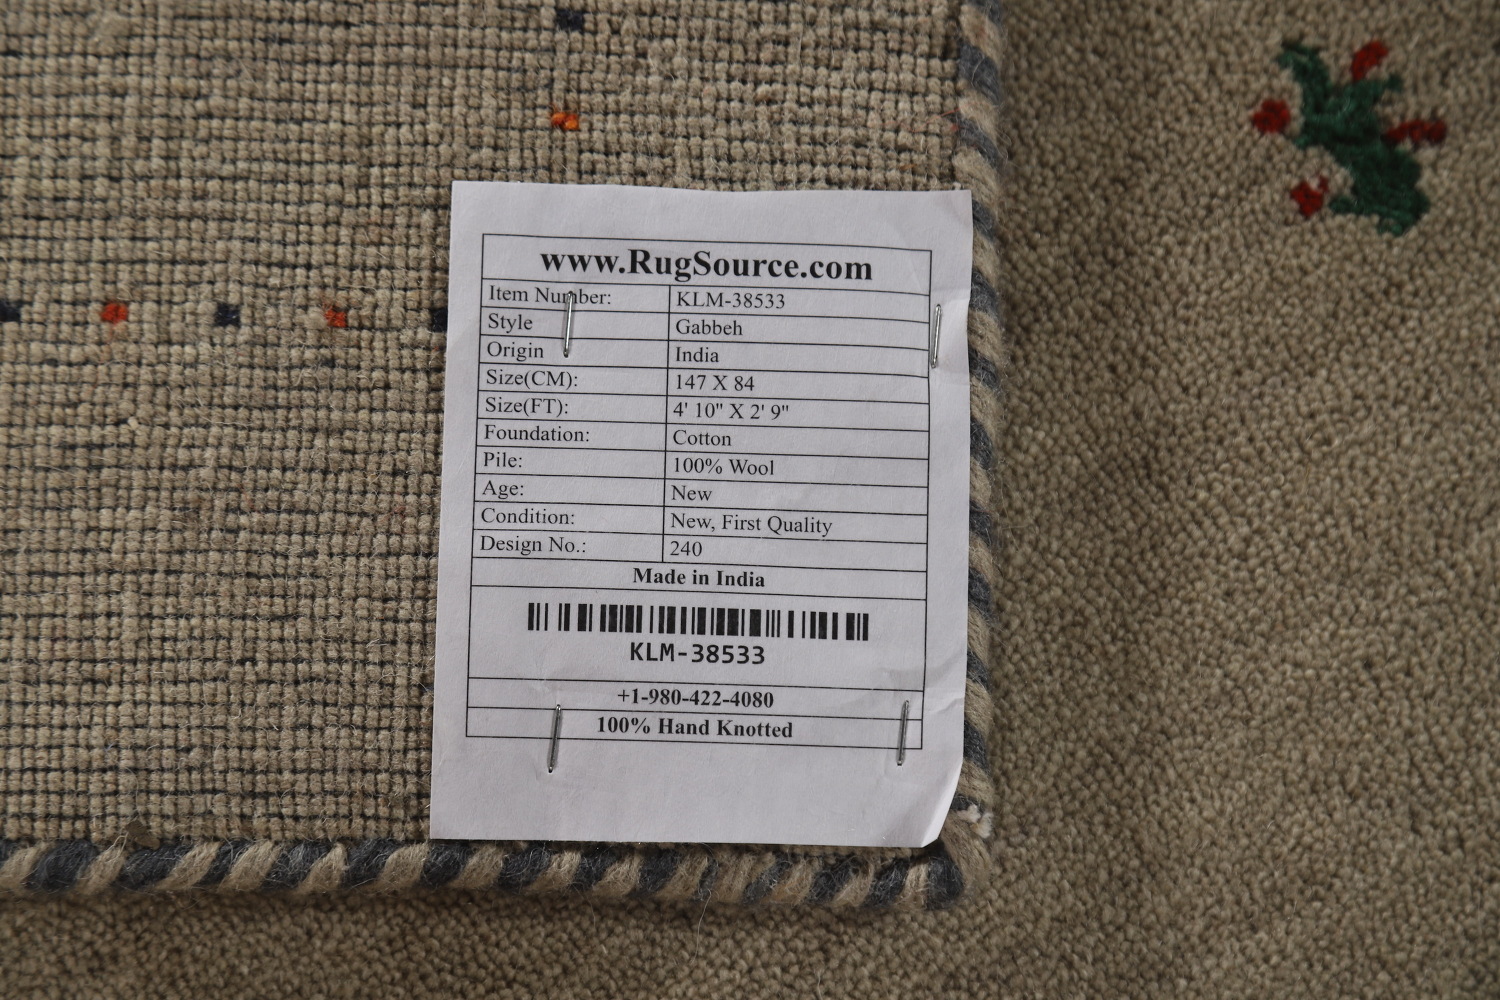 www.RugSource.com
Item Number: KLM-38533
Style Gabbeh
Origin India
Size(CM): 147 X 84
Size(FT): 4' 10" X 2' 9"
Foundation: Cotton
Pile: 100% Wool
Age: New
Condition: New, First Quality
Design No.: 240
Made in India
KLM-38533
+1-980-422-4080
100% Hand Knotted